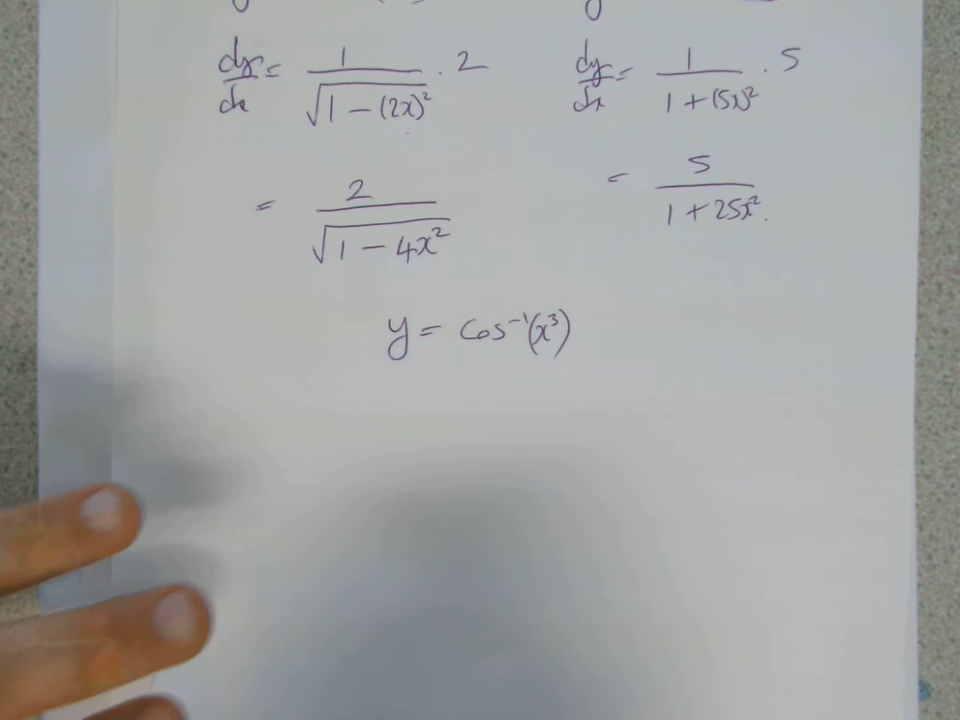 dy/dx = 1/√(1 − (2x)²) · 2
= 2/√(1 − 4x²)
dy/dx = 1/(1 + (5x)²) · 5
= 5/(1 + 25x²).
y = cos⁻¹(x³)